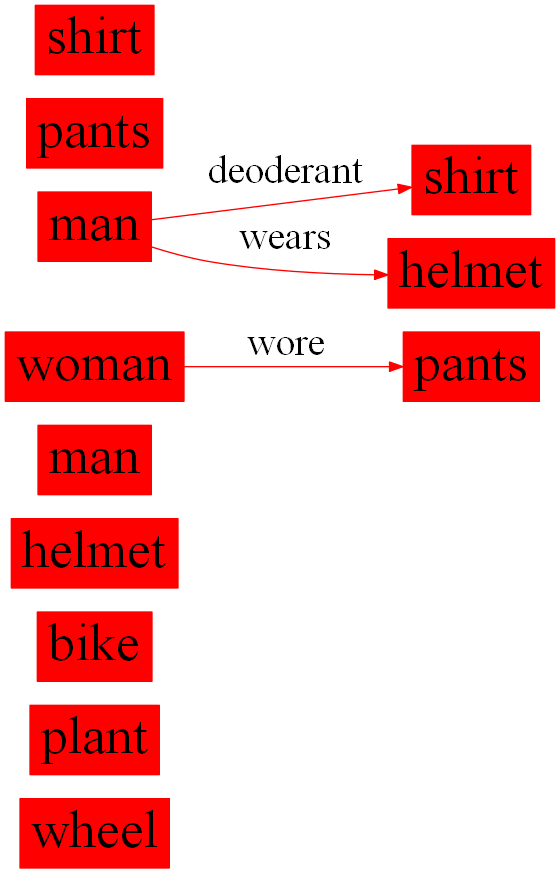 shirt
pants
man
deoderant
shirt
wears
helmet
woman
wore
pants
man
helmet
bike
plant
wheel